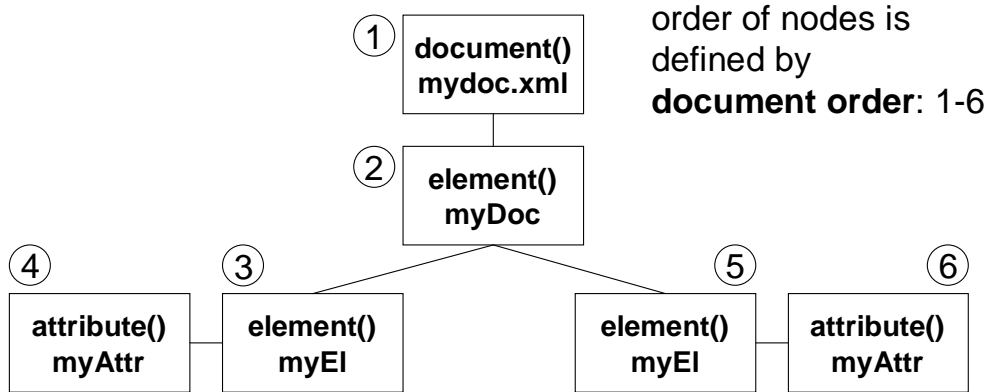 1
document()
mydoc.xml
order of nodes is
defined by
document order: 1-6
2
element()
myDoc
4
attribute()
myAttr
3
element()
myEl
5
element()
myEl
6
attribute()
myAttr